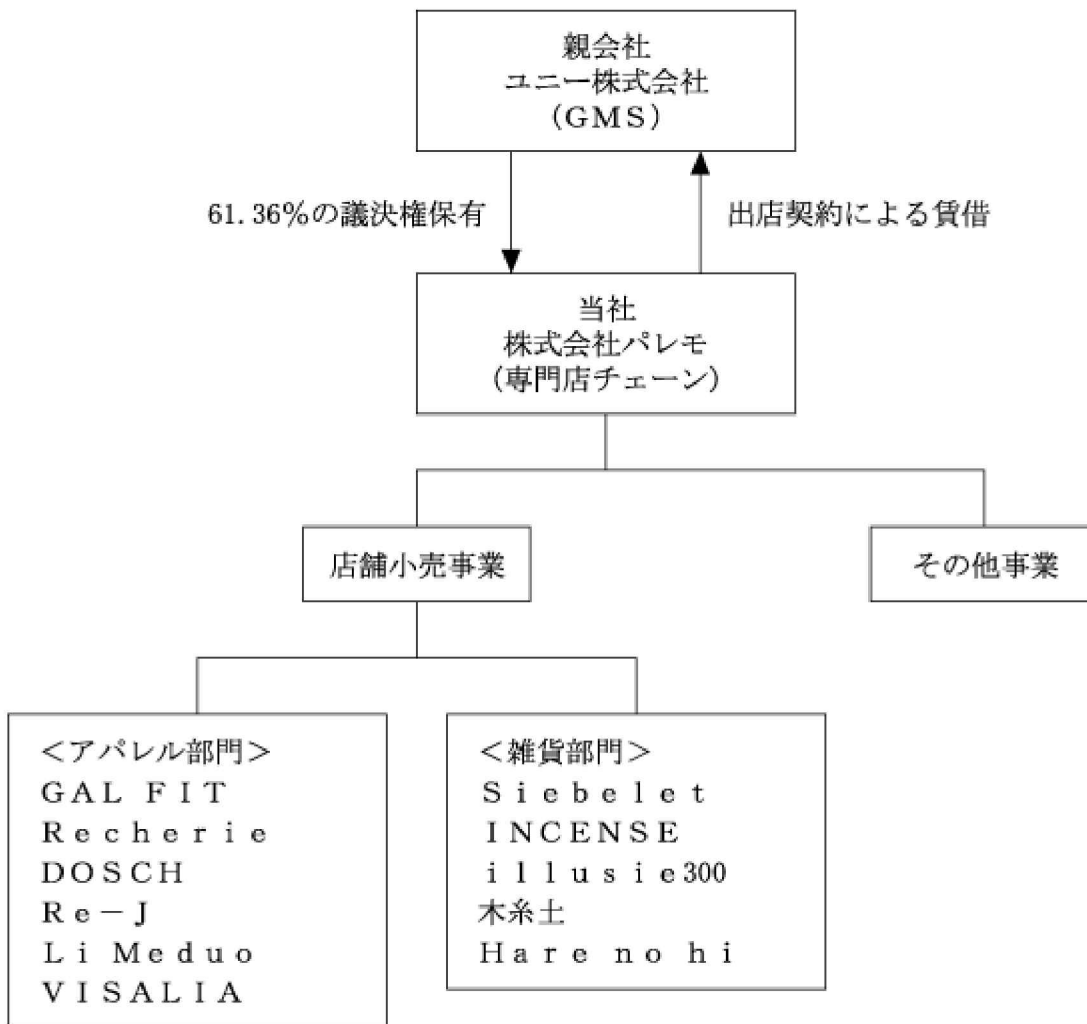 親会社
ユニー株式会社
(GMS)
61.36%の議決権保有
出店契約による賃借
当社
株式会社パレモ
(専門店チェーン)
店舗小売事業
その他事業
<アパレル部門>
GAL FIT
Recherie
DOSCH
Re-J
Li Meduo
VISALIA
<雑貨部門>
Siebelet
INCENSE
illusie300
木糸土
Hare no hi